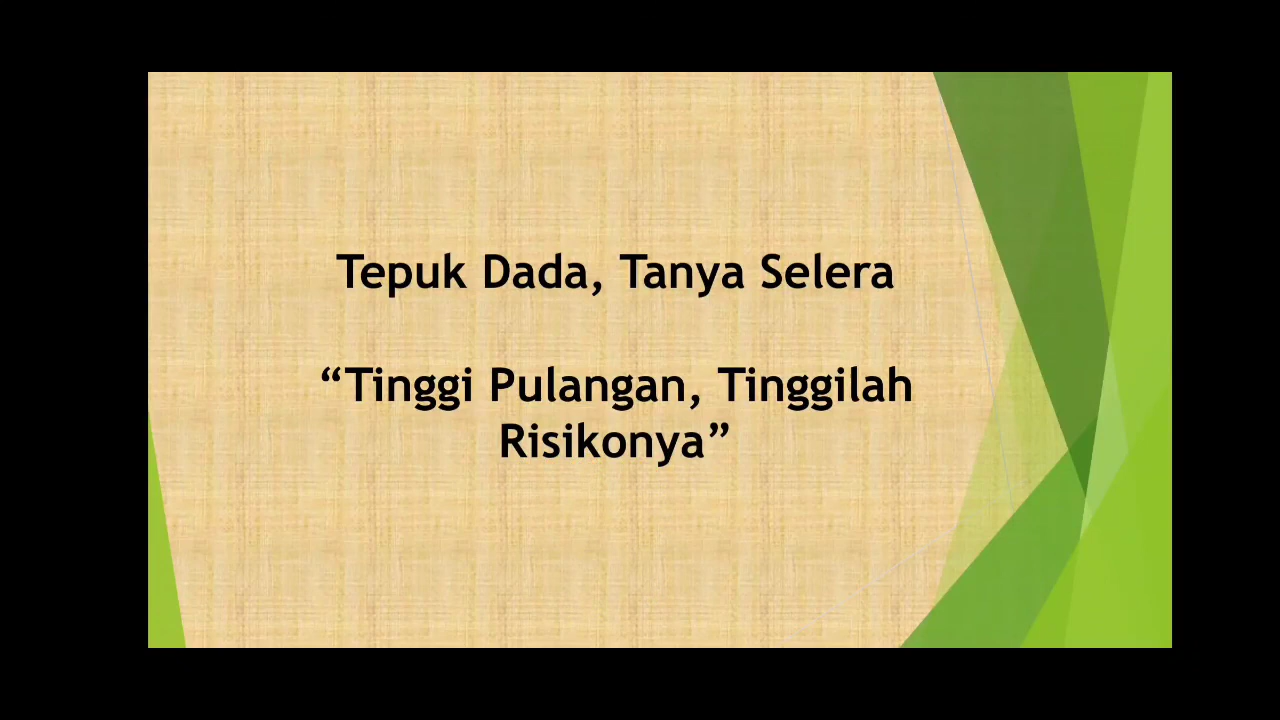 Tepuk Dada, Tanya Selera
“Tinggi Pulangan, Tinggilah
Risikonya”